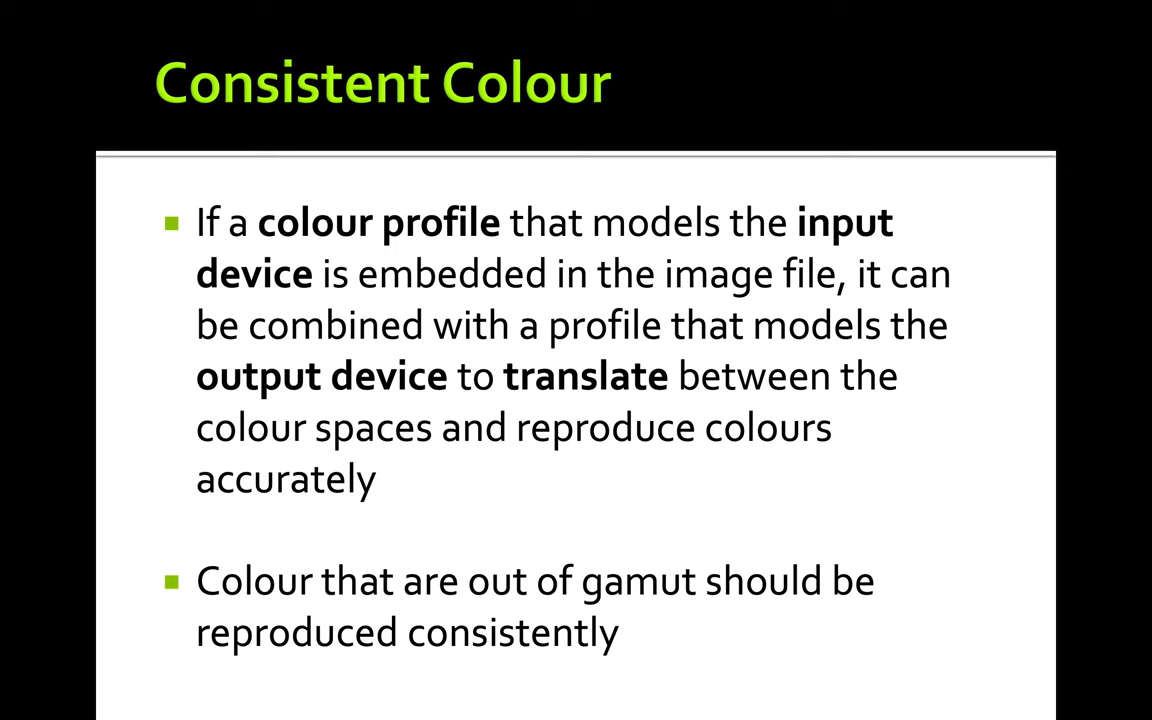 Consistent Colour
If a colour profile that models the input
device is embedded in the image file, it can
be combined with a profile that models the
output device to translate between the
colour spaces and reproduce colours
accurately
Colour that are out of gamut should be
reproduced consistently